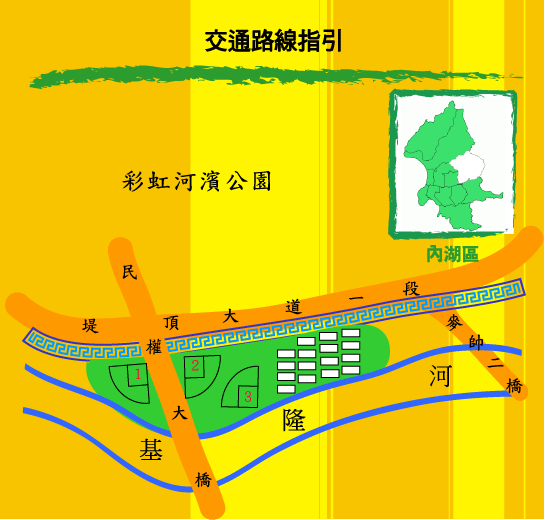 交通路線指引
彩虹河濱公園
內湖區
堤頂大道一段
民權大橋
麥帥二橋
1
2
3
基隆河